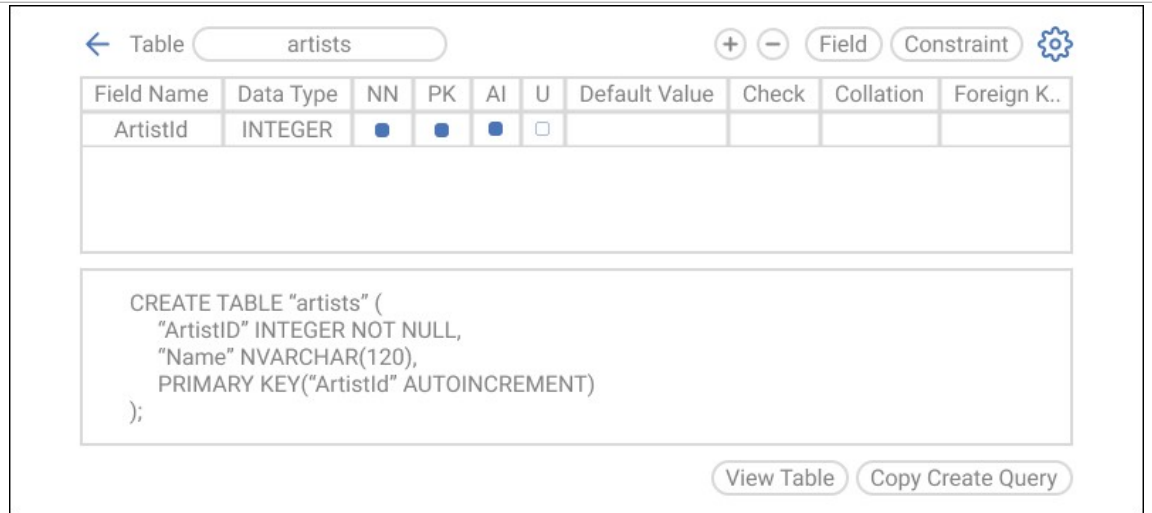 Table artists Field Constraint
Field Name Data Type NN PK AI U Default Value Check Collation Foreign K..
ArtistId INTEGER
CREATE TABLE “artists” (
“ArtistID” INTEGER NOT NULL,
“Name” NVARCHAR(120),
PRIMARY KEY(“ArtistId” AUTOINCREMENT)
);
View Table Copy Create Query